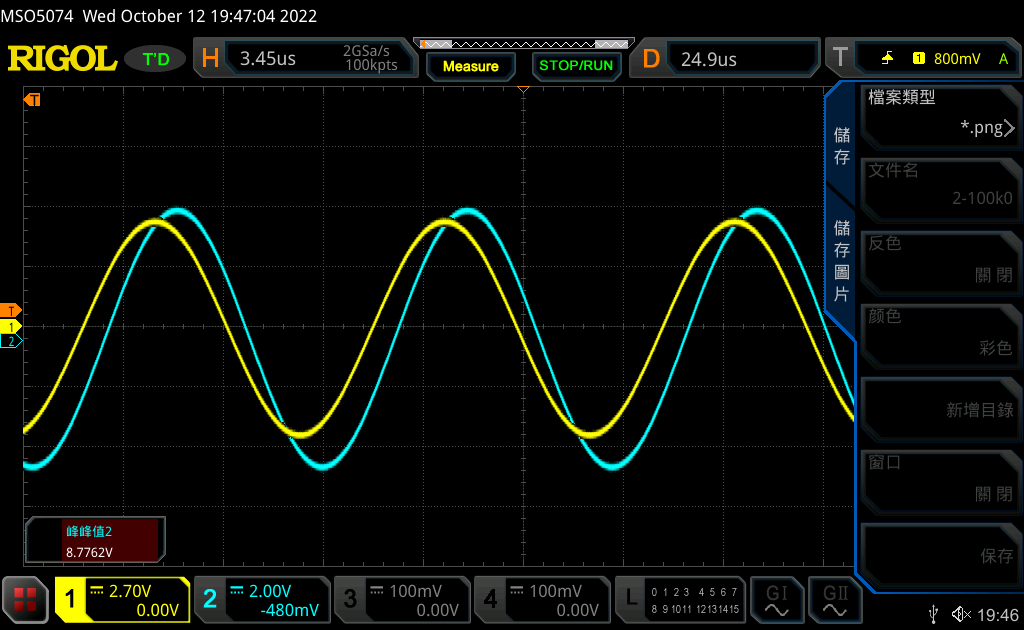 MSO5074 Wed October 12 19:47:04 2022
RIGOL T'D H 3.45us 2GSa/s 100kpts Measure STOP/RUN D 24.9us T 1 800mV A
T
檔案類型
*.png
儲存
文件名
2-100k0
儲存圖片
反色
關閉
顏色
彩色
T
1
2
新增目錄
窗口
關閉
峰峰值2
8.7762V
保存
1 2.70V 0.00V
2 2.00V -480mV
3 100mV 0.00V
4 100mV 0.00V
L 0 1 2 3 4 5 6 7
8 9 10 11 12 13 14 15
GI
GII
19:46